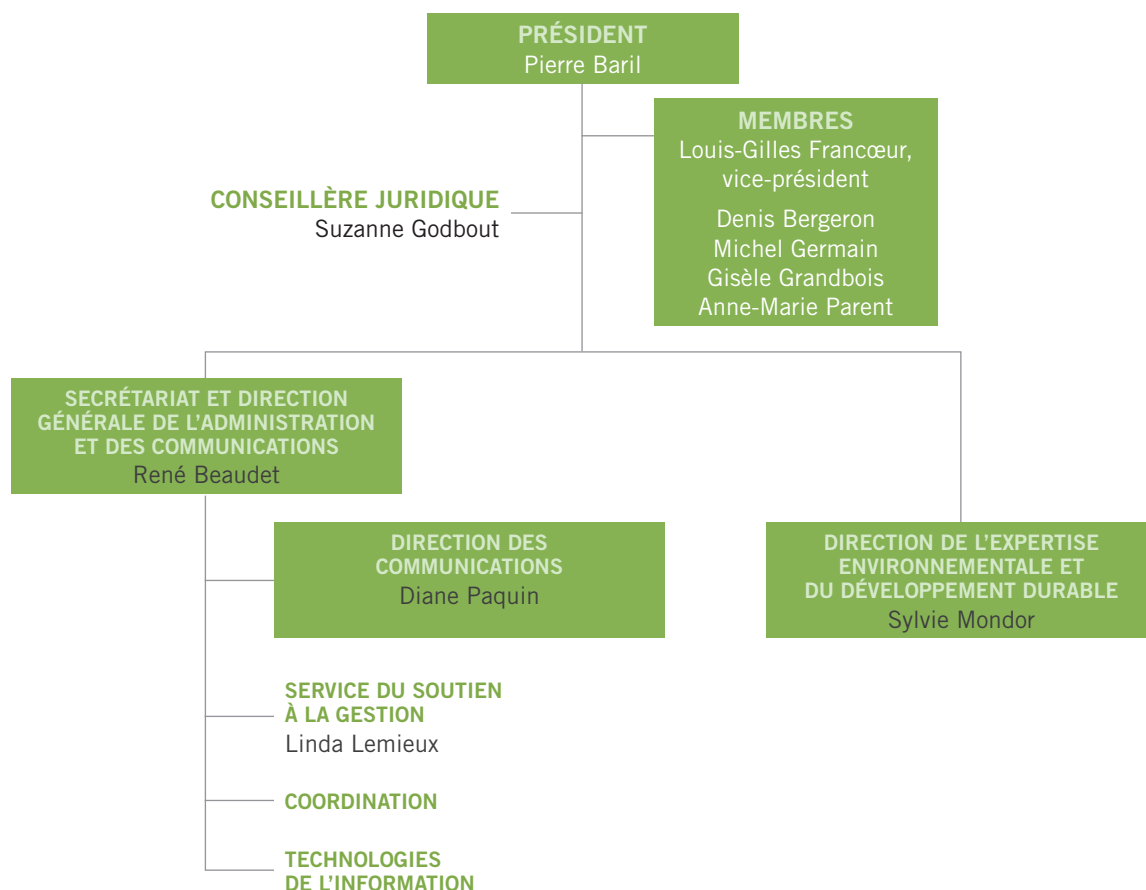 PRÉSIDENT
Pierre Baril
MEMBRES
Louis-Gilles Francœur,
vice-président
Denis Bergeron
Michel Germain
Gisèle Grandbois
Anne-Marie Parent
CONSEILLÈRE JURIDIQUE
Suzanne Godbout
SECRÉTARIAT ET DIRECTION
GÉNÉRALE DE L’ADMINISTRATION
ET DES COMMUNICATIONS
René Beaudet
DIRECTION DES
COMMUNICATIONS
Diane Paquin
DIRECTION DE L’EXPERTISE
ENVIRONNEMENTALE ET
DU DÉVELOPPEMENT DURABLE
Sylvie Mondor
SERVICE DU SOUTIEN
À LA GESTION
Linda Lemieux
COORDINATION
TECHNOLOGIES
DE L’INFORMATION